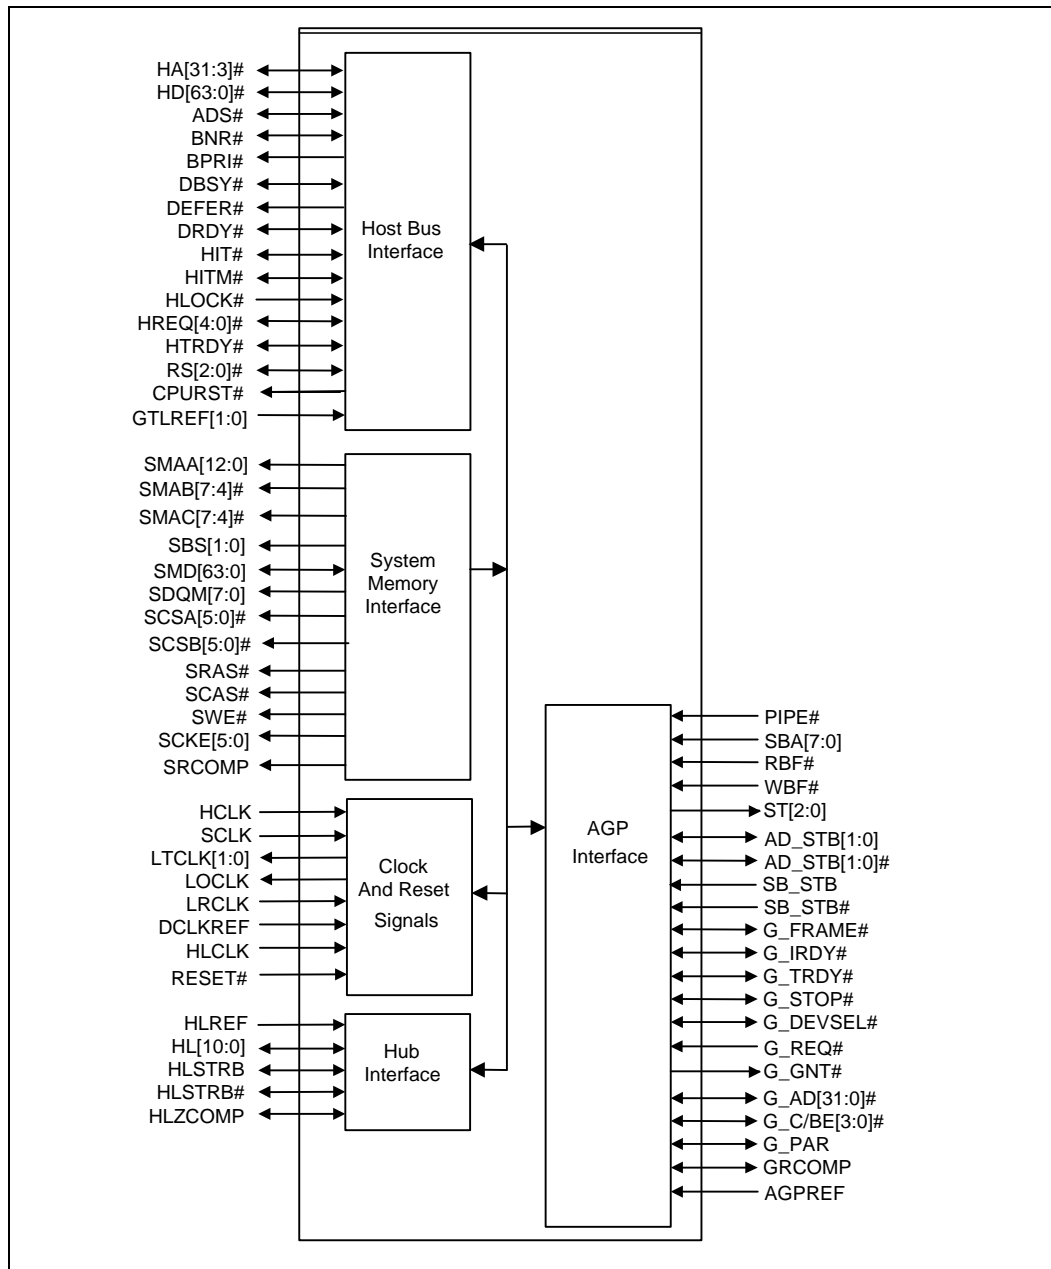 HA[31:3]#
HD[63:0]#
ADS#
BNR#
BPRI#
DBSY#
DEFER#
DRDY#
HIT#
HITM#
HLOCK#
HREQ[4:0]#
HTRDY#
RS[2:0]#
CPURST#
GTLREF[1:0]
Host Bus
Interface
SMAA[12:0]
SMAB[7:4]#
SMAC[7:4]#
SBS[1:0]
SMD[63:0]
SDQM[7:0]
SCSA[5:0]#
SCSB[5:0]#
SRAS#
SCAS#
SWE#
SCKE[5:0]
SRCOMP
System
Memory
Interface
HCLK
SCLK
LTCLK[1:0]
LOCLK
LRCLK
DCLKREF
HLCLK
RESET#
Clock
And Reset
Signals
HLREF
HL[10:0]
HLSTRB
HLSTRB#
HLZCOMP
Hub
Interface
AGP
Interface
PIPE#
SBA[7:0]
RBF#
WBF#
ST[2:0]
AD_STB[1:0]
AD_STB[1:0]#
SB_STB
SB_STB#
G_FRAME#
G_IRDY#
G_TRDY#
G_STOP#
G_DEVSEL#
G_REQ#
G_GNT#
G_AD[31:0]#
G_C/BE[3:0]#
G_PAR
GRCOMP
AGPREF